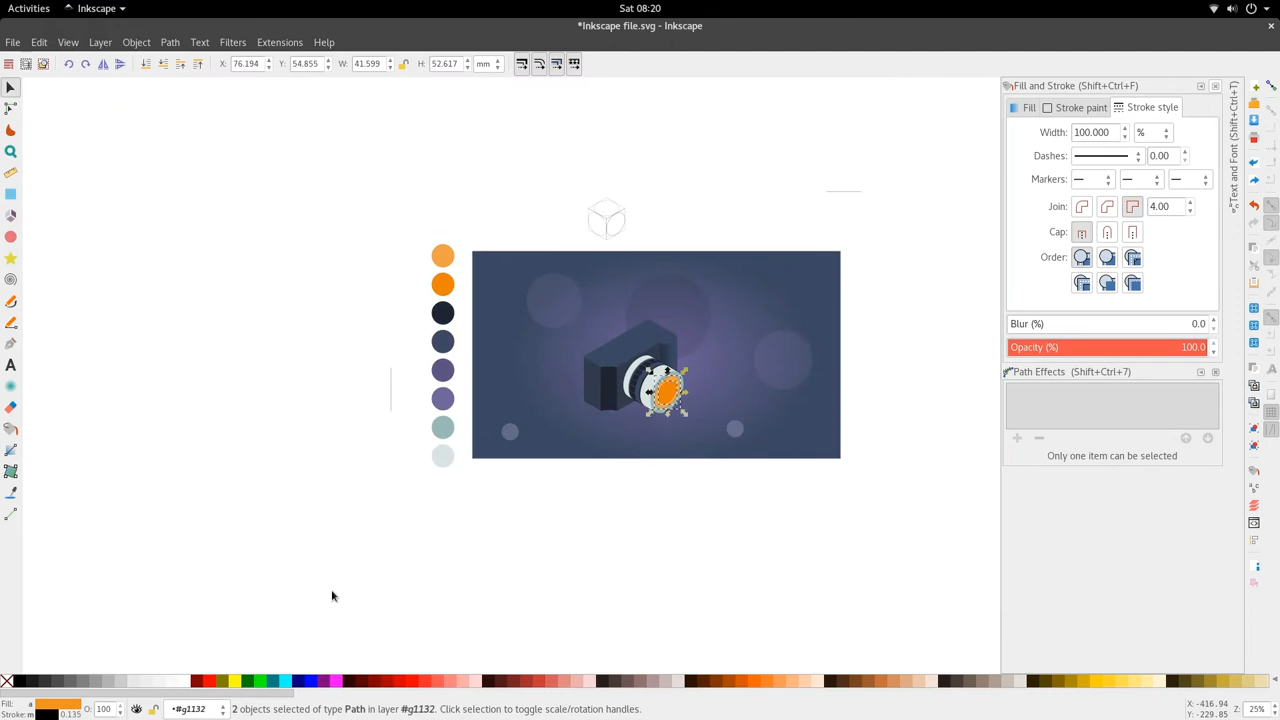 Activities
Inkscape
Sat 08:20
*Inkscape file.svg - Inkscape
File Edit View Layer Object Path Text Filters Extensions Help
X: 76.194 Y: 54.855 W: 41.599 H: 52.617 mm
Fill and Stroke (Shift+Ctrl+F)
Fill Stroke paint Stroke style
Width: 100.000 %
Dashes: 0.00
Markers:
Join: 4.00
Cap:
Order:
Blur (%) 0.0
Opacity (%) 100.0
Path Effects (Shift+Ctrl+7)
Only one item can be selected
Text and Font (Shift+Ctrl+T)
Fill: a O: 100 •#g1132 2 objects selected of type Path in layer #g1132. Click selection to toggle scale/rotation handles.
Stroke: m 0.135
X: -416.94
Y: -229.85
Z: 25%